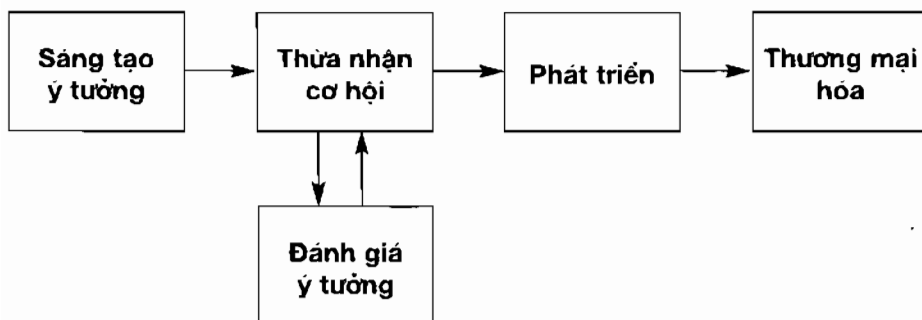 Sáng tạo
ý tưởng
Thừa nhận
cơ hội
Phát triển
Thương mại
hóa
Đánh giá
ý tưởng